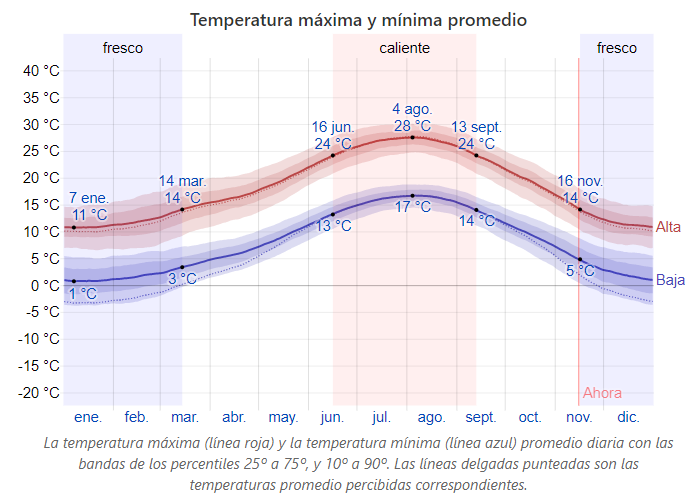 Temperatura máxima y mínima promedio
fresco caliente fresco
40 °C
35 °C
30 °C
25 °C
20 °C
15 °C
10 °C
5 °C
0 °C
-5 °C
-10 °C
-15 °C
-20 °C
7 ene.
11 °C
14 mar.
14 °C
16 jun.
24 °C
4 ago.
28 °C
13 sept.
24 °C
16 nov.
14 °C
1 °C
3 °C
13 °C
17 °C
14 °C
5 °C
Alta
Baja
Ahora
ene. feb. mar. abr. may. jun. jul. ago. sept. oct. nov. dic.
La temperatura máxima (línea roja) y la temperatura mínima (línea azul) promedio diaria con las
bandas de los percentiles 25º a 75º, y 10º a 90º. Las líneas delgadas punteadas son las
temperaturas promedio percibidas correspondientes.